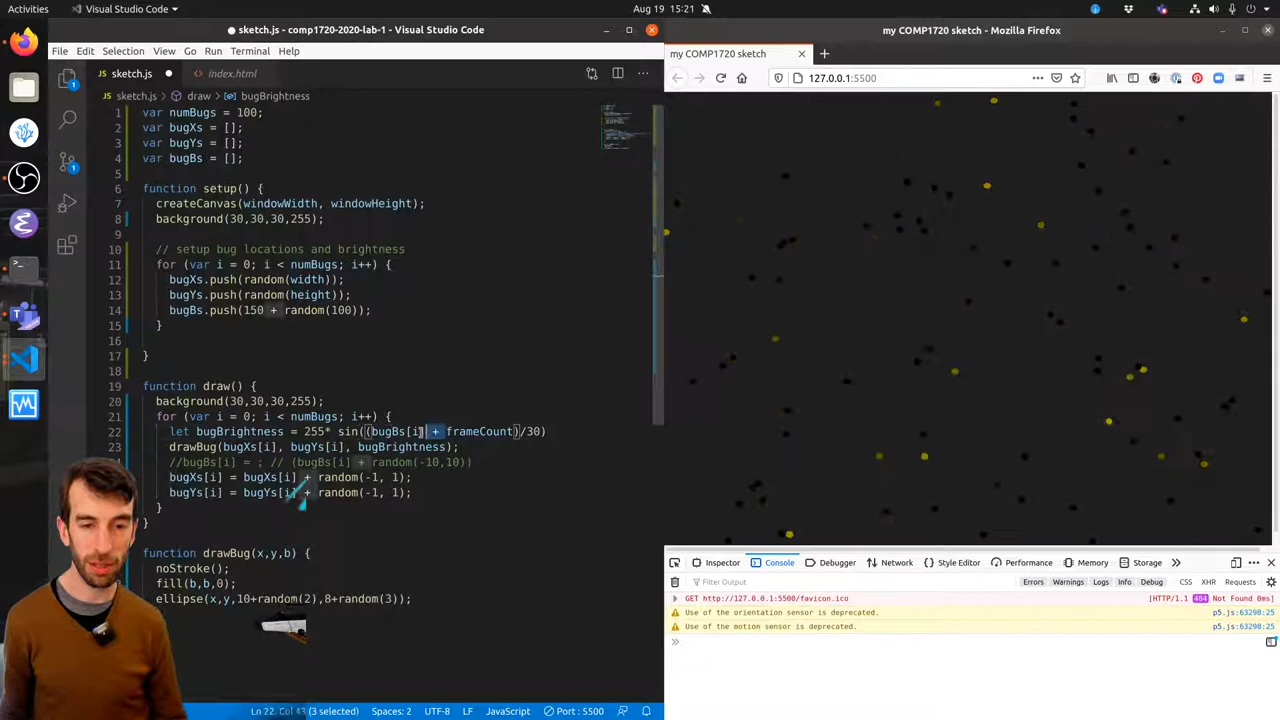 Activities
Visual Studio Code
Aug 19 15:21
sketch.js - comp1720-2020-lab-1 - Visual Studio Code
my COMP1720 sketch - Mozilla Firefox
File Edit Selection View Go Run Terminal Help
my COMP1720 sketch
sketch.js
index.html
127.0.0.1:5500
sketch.js > draw > bugBrightness
1 var numBugs = 100;
2 var bugXs = [];
3 var bugYs = [];
4 var bugBs = [];
5
6 function setup() {
7 createCanvas(windowWidth, windowHeight);
8 background(30,30,30,255);
9
10 // setup bug locations and brightness
11 for (var i = 0; i < numBugs; i++) {
12 bugXs.push(random(width));
13 bugYs.push(random(height));
14 bugBs.push(150 + random(100));
15 }
16
17 }
18
19 function draw() {
20 background(30,30,30,255);
21 for (var i = 0; i < numBugs; i++) {
22 let bugBrightness = 255* sin((bugBs[i] + frameCount)/30)
23 drawBug(bugXs[i], bugYs[i], bugBrightness);
24 //bugBs[i] = ; // (bugBs[i] + random(-10,10))
bugXs[i] = bugXs[i] + random(-1, 1);
bugYs[i] = bugYs[i] + random(-1, 1);
}
}
function drawBug(x,y,b) {
noStroke();
fill(b,b,0);
ellipse(x,y,10+random(2),8+random(3));
Inspector Console Debugger Network Style Editor Performance Memory Storage
Filter Output
Errors Warnings Logs Info Debug CSS XHR Requests
GET http://127.0.0.1:5500/favicon.ico
[HTTP/1.1 404 Not Found 0ms]
Use of the orientation sensor is deprecated.
p5.js:63298:25
Use of the motion sensor is deprecated.
p5.js:63298:25
Ln 22, Col 43 (3 selected) Spaces: 2 UTF-8 LF JavaScript Port : 5500